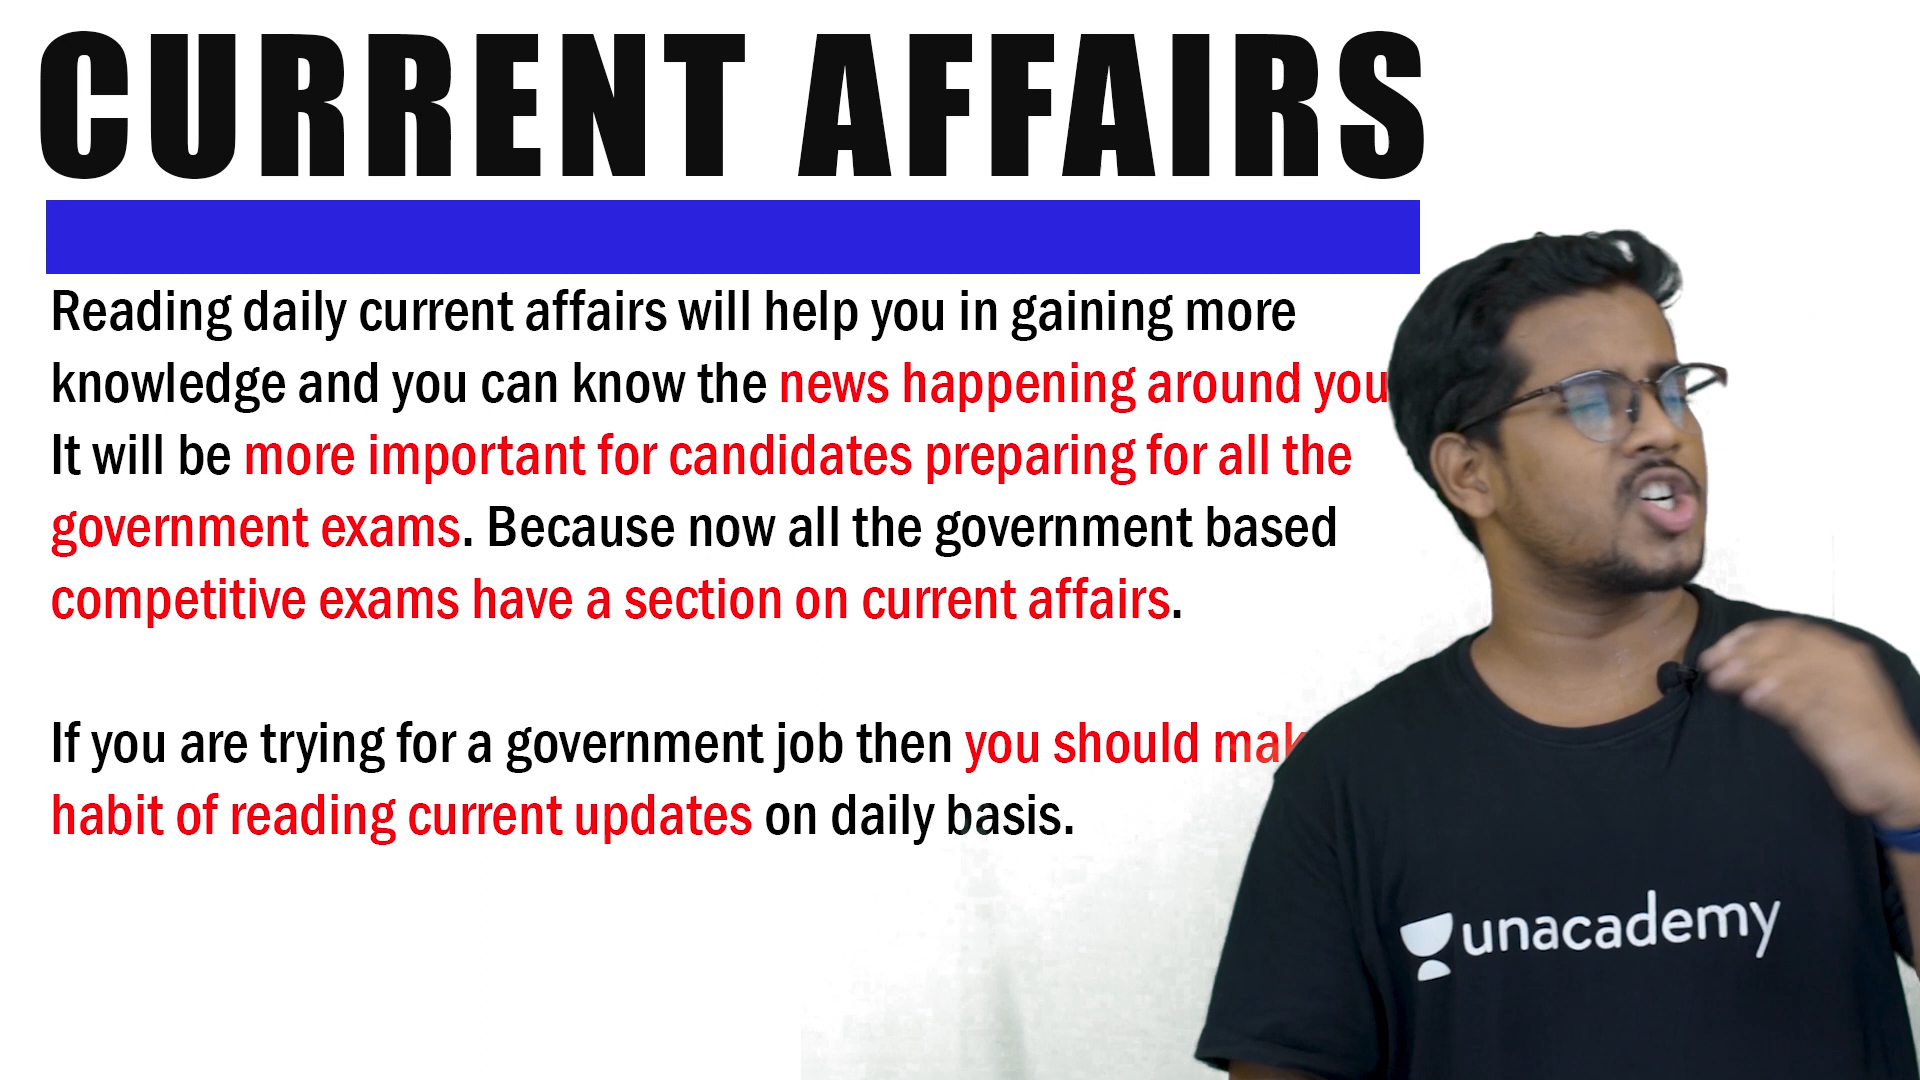 CURRENT AFFAIRS
Reading daily current affairs will help you in gaining more
knowledge and you can know the news happening around you
It will be more important for candidates preparing for all the
government exams. Because now all the government based
competitive exams have a section on current affairs.
If you are trying for a government job then you should
habit of reading current updates on daily basis.
unacademy